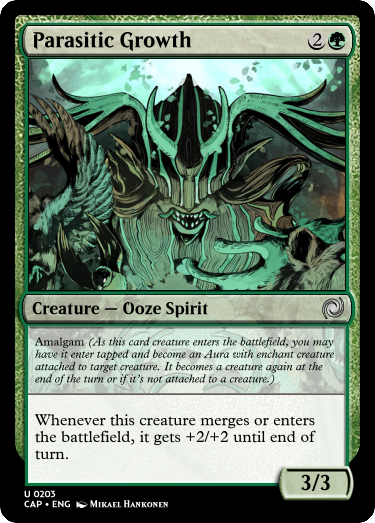 Parasitic Growth 2
Creature — Ooze Spirit
Amalgam (As this card creature enters the battlefield, you may
have it enter tapped and become an Aura with enchant creature
attached to target creature. It becomes a creature again at the
end of the turn or if it's not attached to a creature.)
Whenever this creature merges or enters
the battlefield, it gets +2/+2 until end of
turn.
3/3
U 0203
CAP • ENG Mikael Hankonen